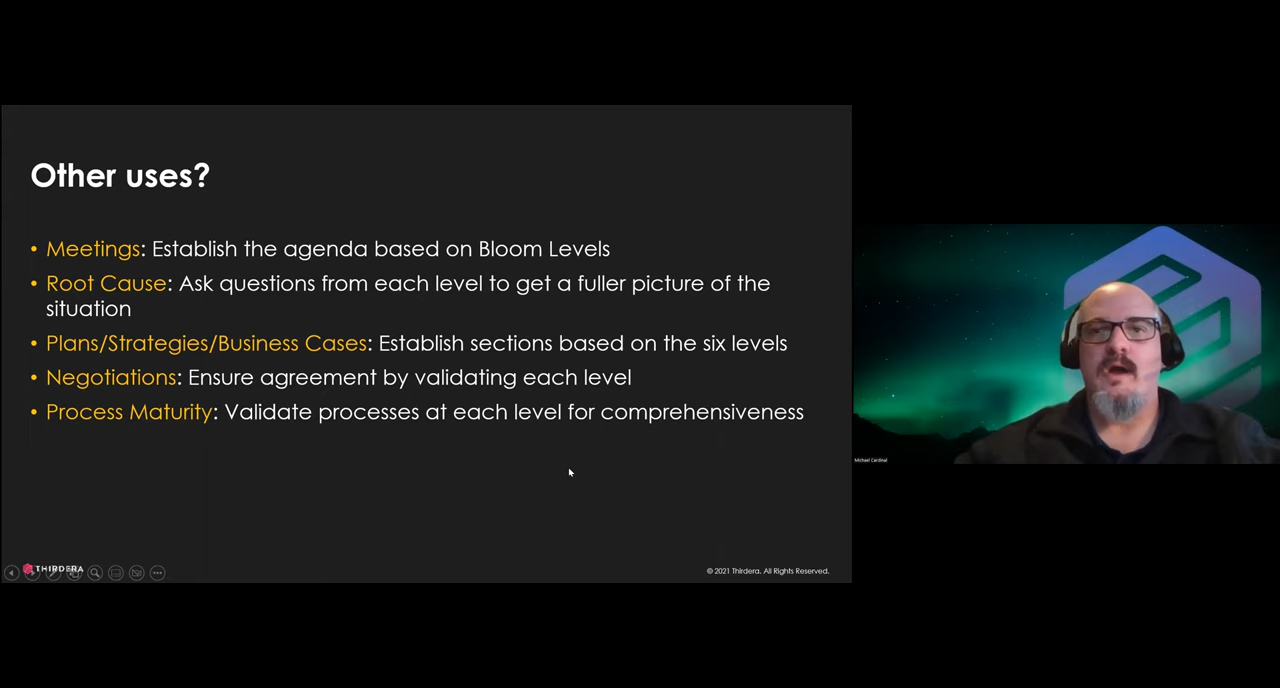 Other uses?
• Meetings: Establish the agenda based on Bloom Levels
• Root Cause: Ask questions from each level to get a fuller picture of the
situation
• Plans/Strategies/Business Cases: Establish sections based on the six levels
• Negotiations: Ensure agreement by validating each level
• Process Maturity: Validate processes at each level for comprehensiveness
Michael Cardinal
THIRDERA
© 2021 Thirdera. All Rights Reserved.